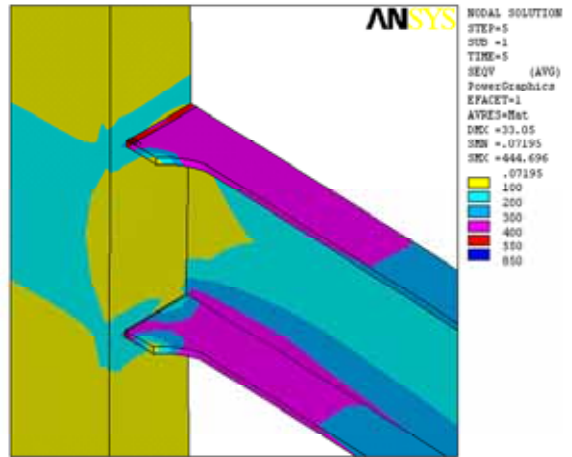 ANSYS
NODAL SOLUTION
STEP=5
SUB =1
TIME=5
SEQV (AVG)
PowerGraphics
EFACET=1
AVRES=Mat
DMX =33.05
SMN =.07195
SMX =444.696
.07195
100
200
300
400
550
850